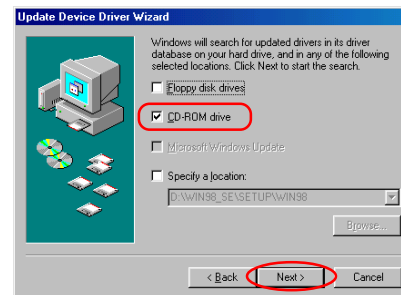 Update Device Driver Wizard
Windows will search for updated drivers in its driver
database on your hard drive, and in any of the following
selected locations. Click Next to start the search.
Floppy disk drives
CD-ROM drive
Microsoft Windows Update
Specify a location:
D:\WIN98_SE\SETUP\WIN98
Browse...
< Back
Next >
Cancel